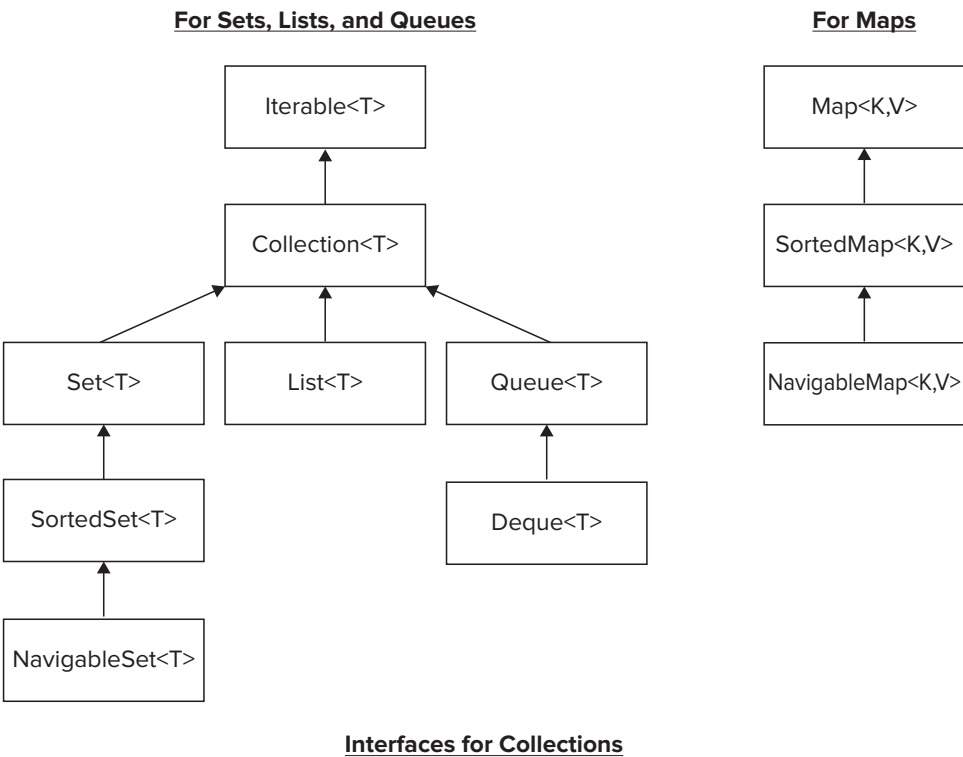 For Sets, Lists, and Queues
For Maps
Iterable<T>
Map<K,V>
Collection<T>
SortedMap<K,V>
Set<T>
List<T>
Queue<T>
NavigableMap<K,V>
SortedSet<T>
Deque<T>
NavigableSet<T>
Interfaces for Collections